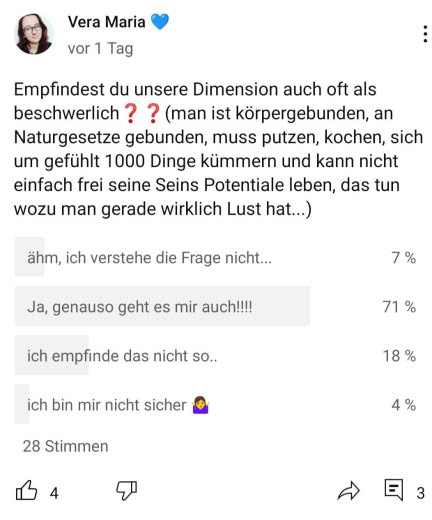 Vera Maria 💙
vor 1 Tag
Empfindest du unsere Dimension auch oft als
beschwerlich❓❓(man ist körpergebunden, an
Naturgesetze gebunden, muss putzen, kochen, sich
um gefühlt 1000 Dinge kümmern und kann nicht
einfach frei seine Seins Potentiale leben, das tun
wozu man gerade wirklich Lust hat...)
ähm, ich verstehe die Frage nicht... 7 %
Ja, genauso geht es mir auch!!!! 71 %
ich empfinde das nicht so.. 18 %
ich bin mir nicht sicher 🤷‍♀️ 4 %
28 Stimmen
4 3